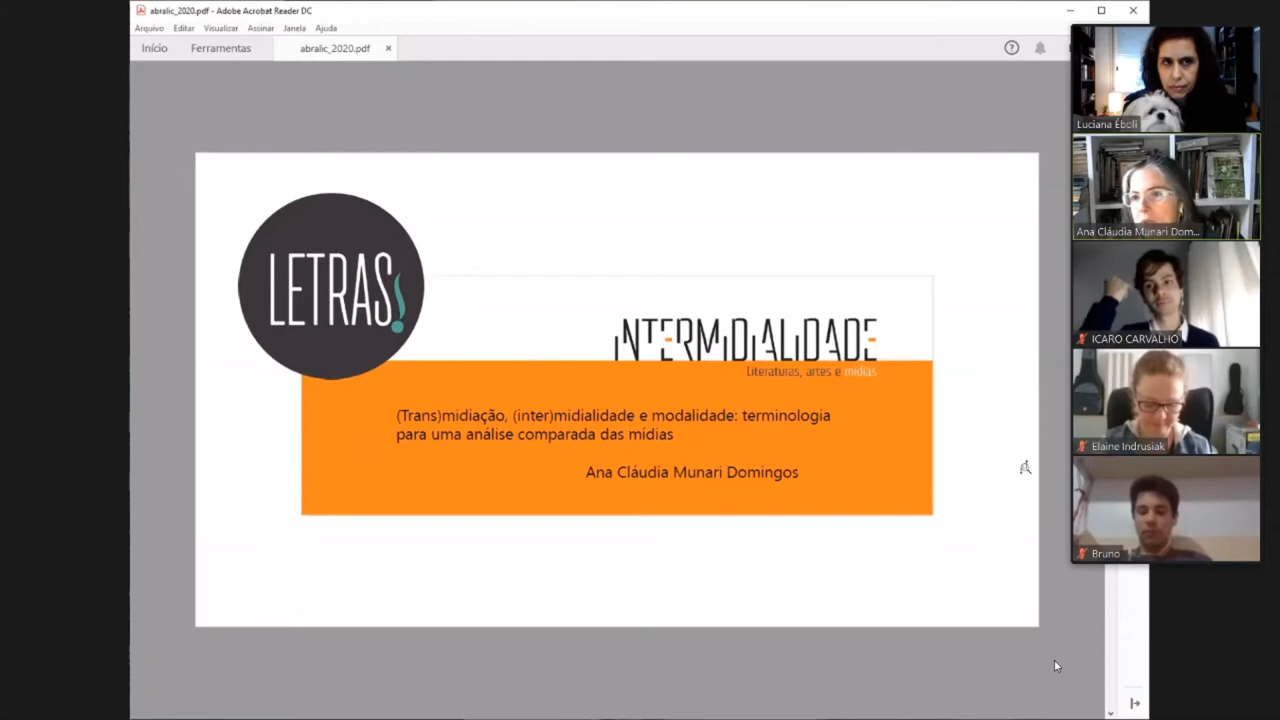 abralic_2020.pdf - Adobe Acrobat Reader DC
Arquivo Editar Visualizar Assinar Janela Ajuda
Início Ferramentas abralic_2020.pdf
LETRAS!
INTERMIDIALIDADE
Literaturas, artes e mídias
(Trans)midiação, (inter)midialidade e modalidade: terminologia
para uma análise comparada das mídias
Ana Cláudia Munari Domingos
Luciana Éboli
Ana Cláudia Munari Dom...
ICARO CARVALHO
Elaine Indrusiak
Bruno